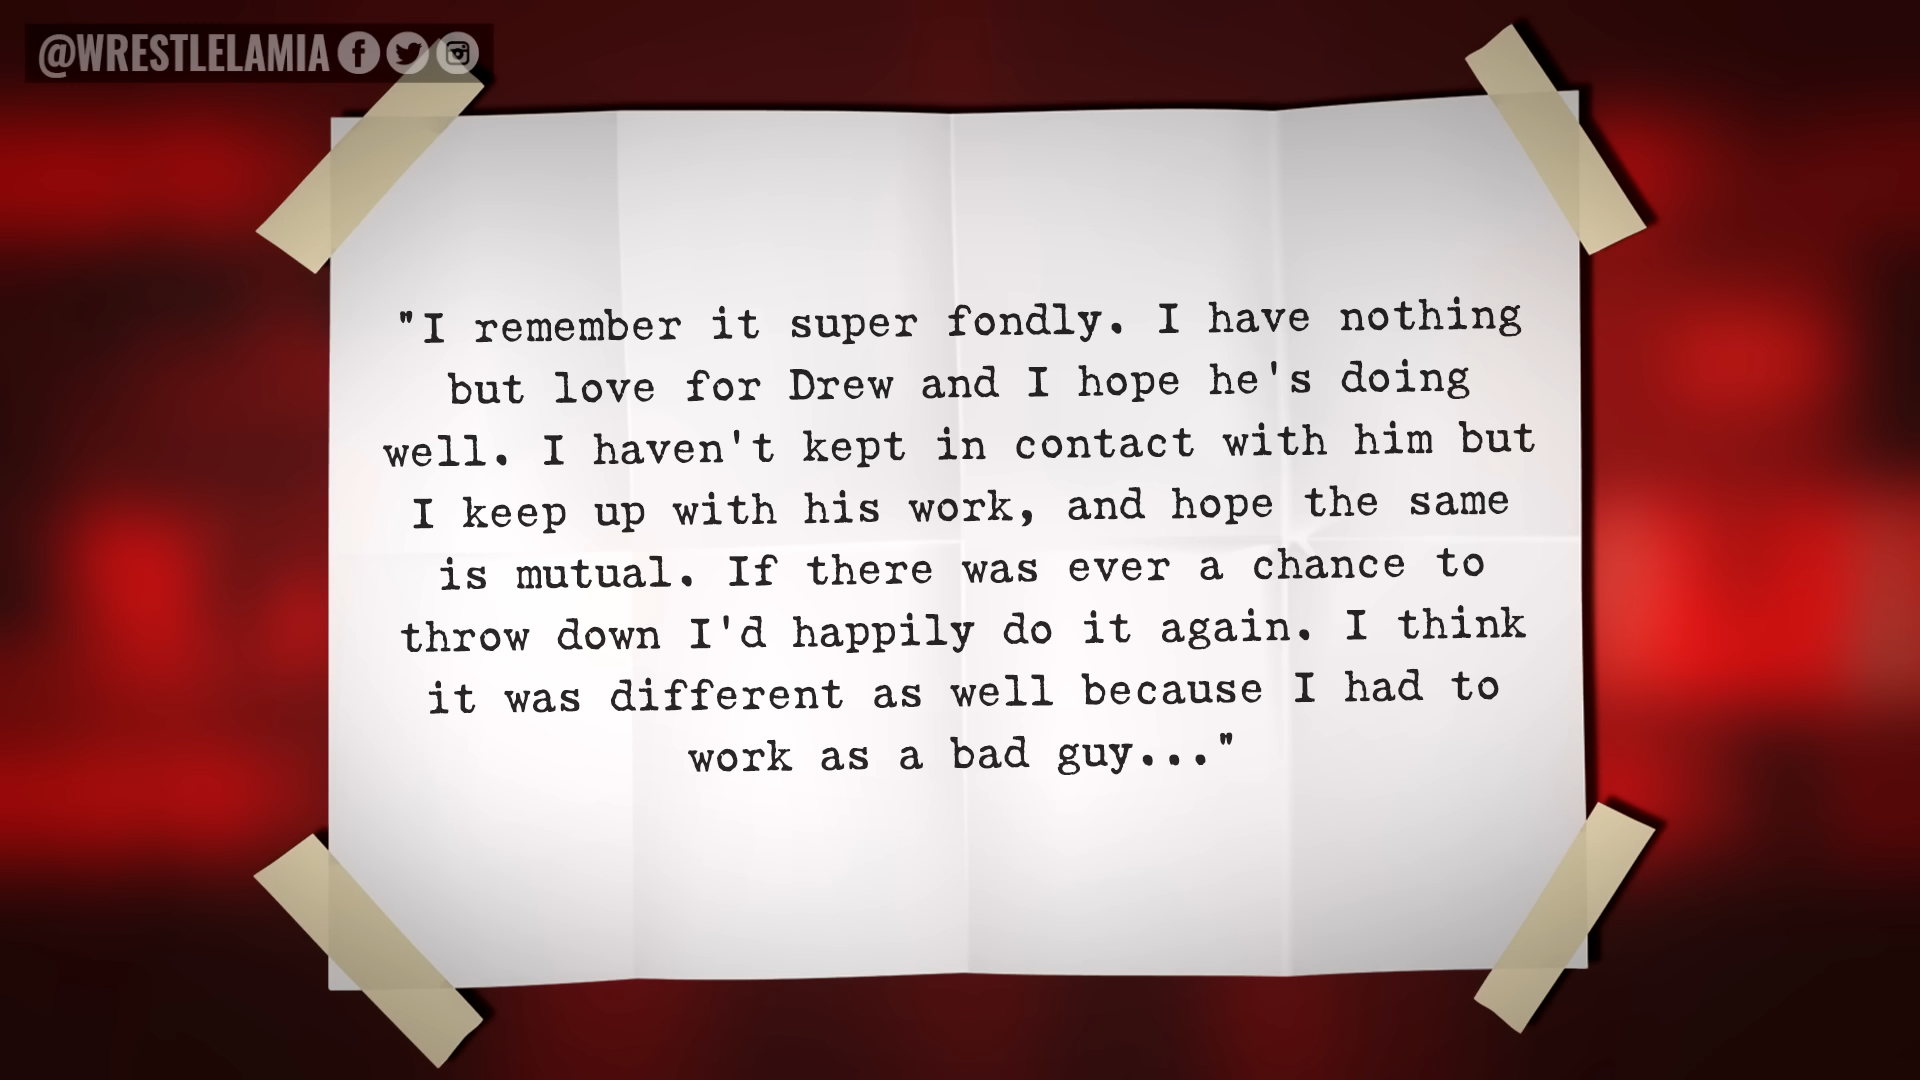 @WRESTLELAMIA
"I remember it super fondly. I have nothing
but love for Drew and I hope he's doing
well. I haven't kept in contact with him but
I keep up with his work, and hope the same
is mutual. If there was ever a chance to
throw down I'd happily do it again. I think
it was different as well because I had to
work as a bad guy..."